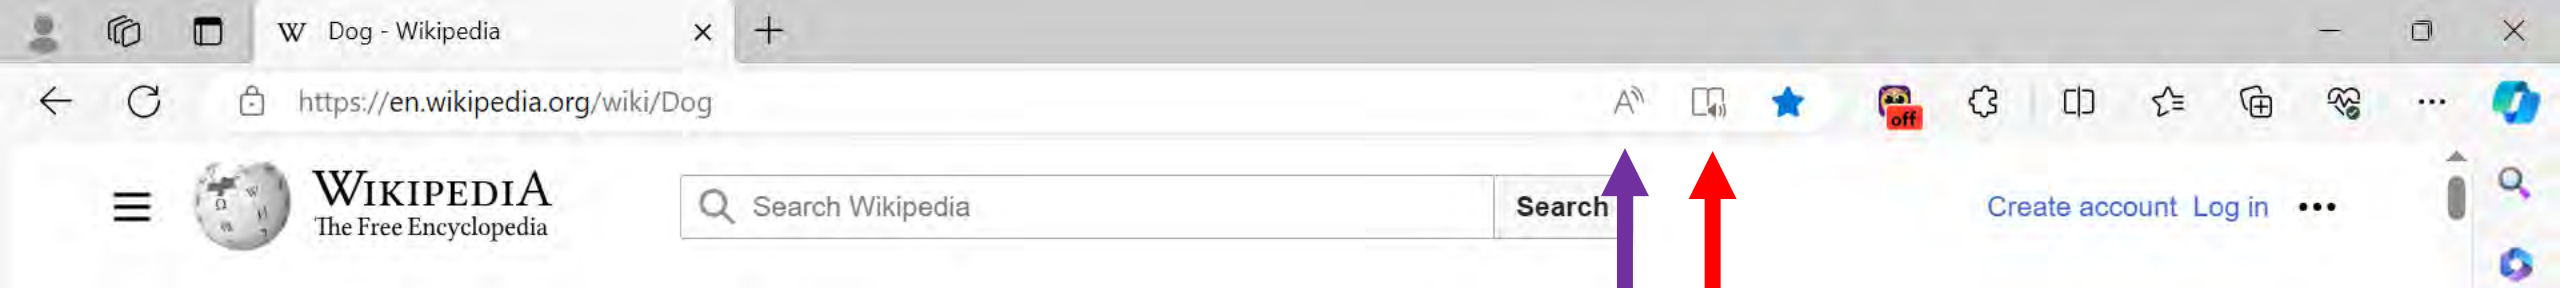 Dog - Wikipedia
https://en.wikipedia.org/wiki/Dog
off
WIKIPEDIA
The Free Encyclopedia
Search Wikipedia
Search
Create account Log in